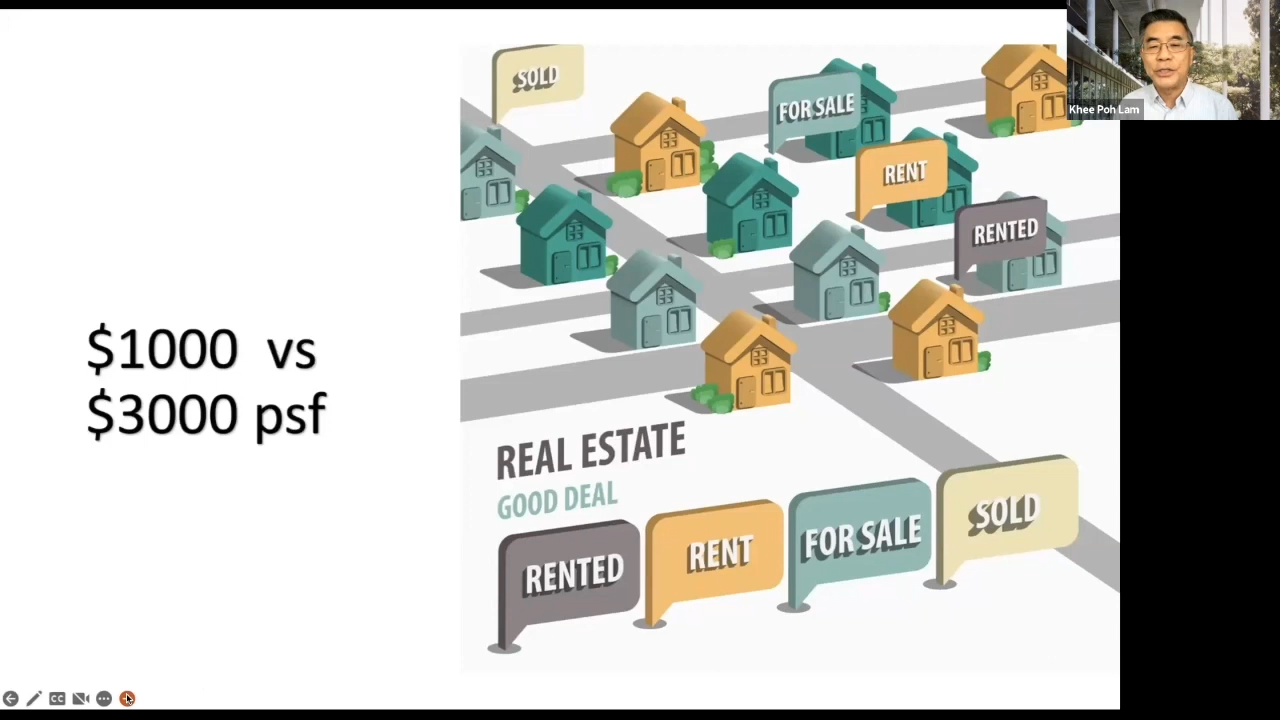 SOLD
FOR SALE
RENT
RENTED
Khee Poh Lam
$1000 vs
$3000 psf
REAL ESTATE
GOOD DEAL
RENTED
RENT
FOR SALE
SOLD
CC